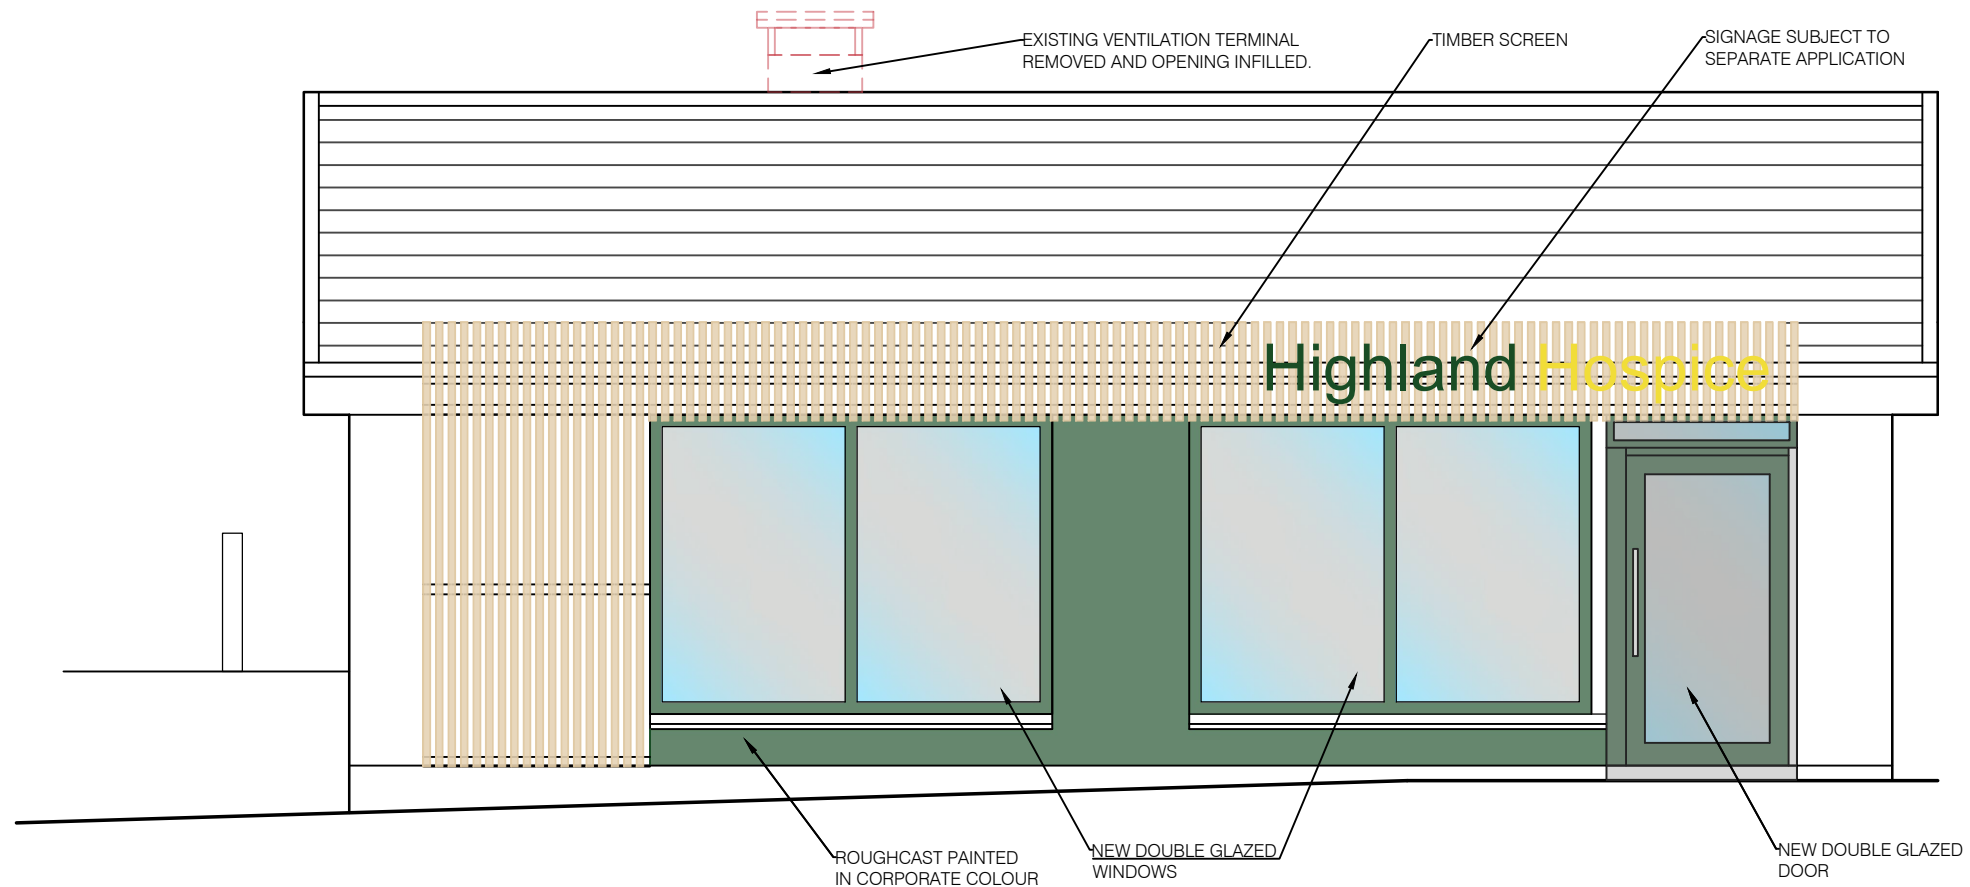 EXISTING VENTILATION TERMINAL
REMOVED AND OPENING INFILLED.
TIMBER SCREEN
SIGNAGE SUBJECT TO
SEPARATE APPLICATION
Highland Hospice
ROUGHCAST PAINTED
IN CORPORATE COLOUR
NEW DOUBLE GLAZED
WINDOWS
NEW DOUBLE GLAZED
DOOR